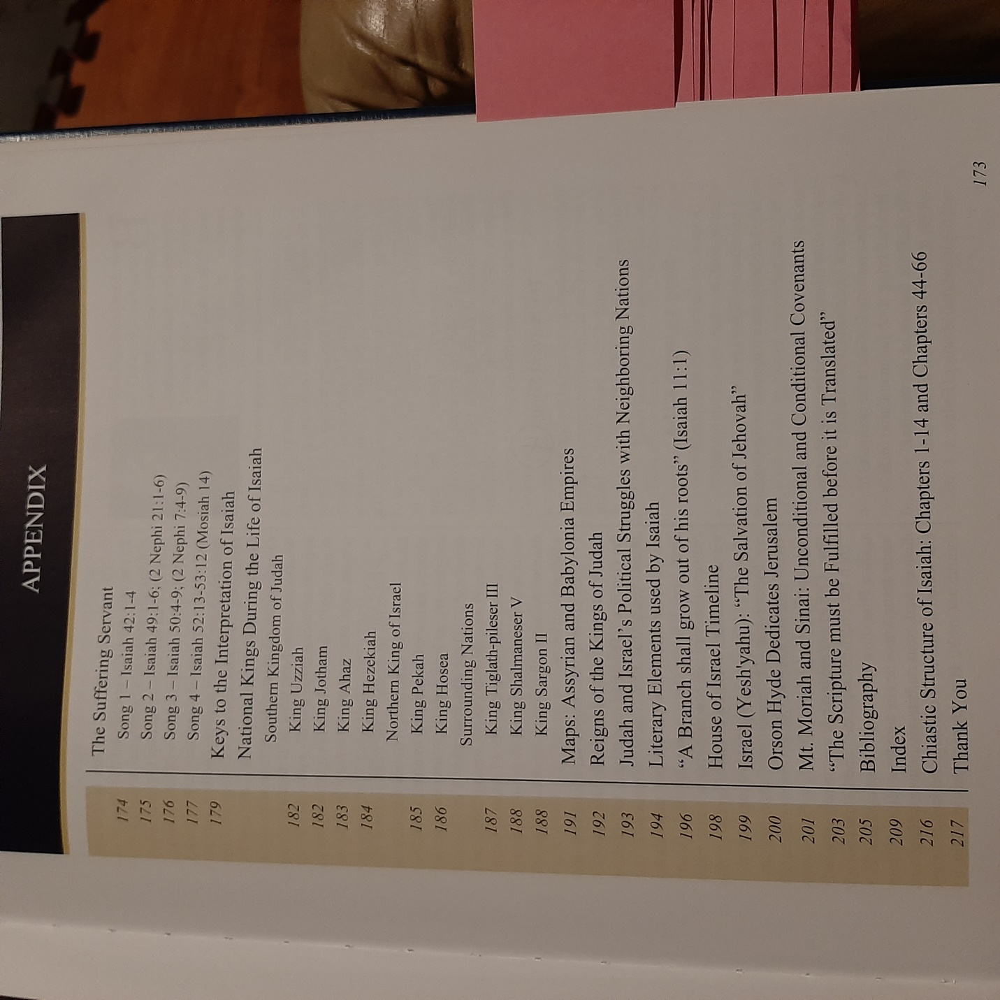 APPENDIX
The Suffering Servant
174 Song 1 – Isaiah 42:1-4
175 Song 2 – Isaiah 49:1-6; (2 Nephi 21:1-6)
176 Song 3 – Isaiah 50:4-9; (2 Nephi 7:4-9)
177 Song 4 – Isaiah 52:13-53:12 (Mosiah 14)
179 Keys to the Interpretation of Isaiah
National Kings During the Life of Isaiah
Southern Kingdom of Judah
182 King Uzziah
182 King Jotham
183 King Ahaz
184 King Hezekiah
Northern King of Israel
185 King Pekah
186 King Hosea
Surrounding Nations
187 King Tiglath-pileser III
188 King Shalmaneser V
188 King Sargon II
191 Maps: Assyrian and Babylonia Empires
192 Reigns of the Kings of Judah
193 Judah and Israel’s Political Struggles with Neighboring Nations
194 Literary Elements used by Isaiah
196 “A Branch shall grow out of his roots” (Isaiah 11:1)
198 House of Israel Timeline
199 Israel (Yesh'yahu): “The Salvation of Jehovah”
200 Orson Hyde Dedicates Jerusalem
201 Mt. Moriah and Sinai: Unconditional and Conditional Covenants
203 “The Scripture must be Fulfilled before it is Translated”
205 Bibliography
209 Index
216 Chiastic Structure of Isaiah: Chapters 1-14 and Chapters 44-66
217 Thank You
173